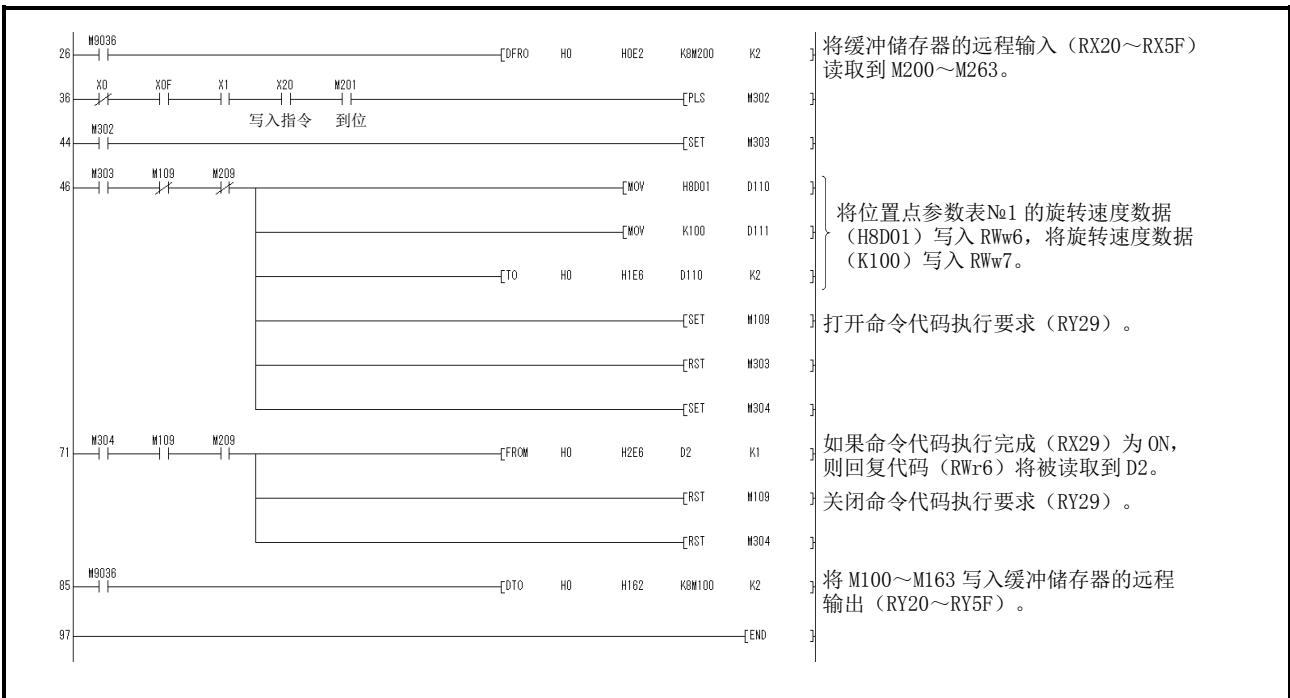 M9036
26 DFRO H0 H0E2 K8M200 K2
将缓冲储存器的远程输入（RX20～RX5F）
读取到 M200～M263。
X0 X0F X1 X20 M201
36 PLS M302
写入指令 到位
M302
44 SET M303
M303 M109 M209
46 MOV H8D01 D110
MOV K100 D111
TO H0 H1E6 D110 K2
将位置点参数表№1 的旋转速度数据
（H8D01）写入 RWw6，将旋转速度数据
（K100）写入 RWw7。
SET M109
打开命令代码执行要求（RY29）。
RST M303
SET M304
M304 M109 M209
71 FROM H0 H2E6 D2 K1
如果命令代码执行完成（RX29）为 ON，
则回复代码（RWr6）将被读取到 D2。
RST M109
关闭命令代码执行要求（RY29）。
RST M304
M9036
85 DTO H0 H162 K8M100 K2
将 M100～M163 写入缓冲储存器的远程
输出（RY20～RY5F）。
97 END